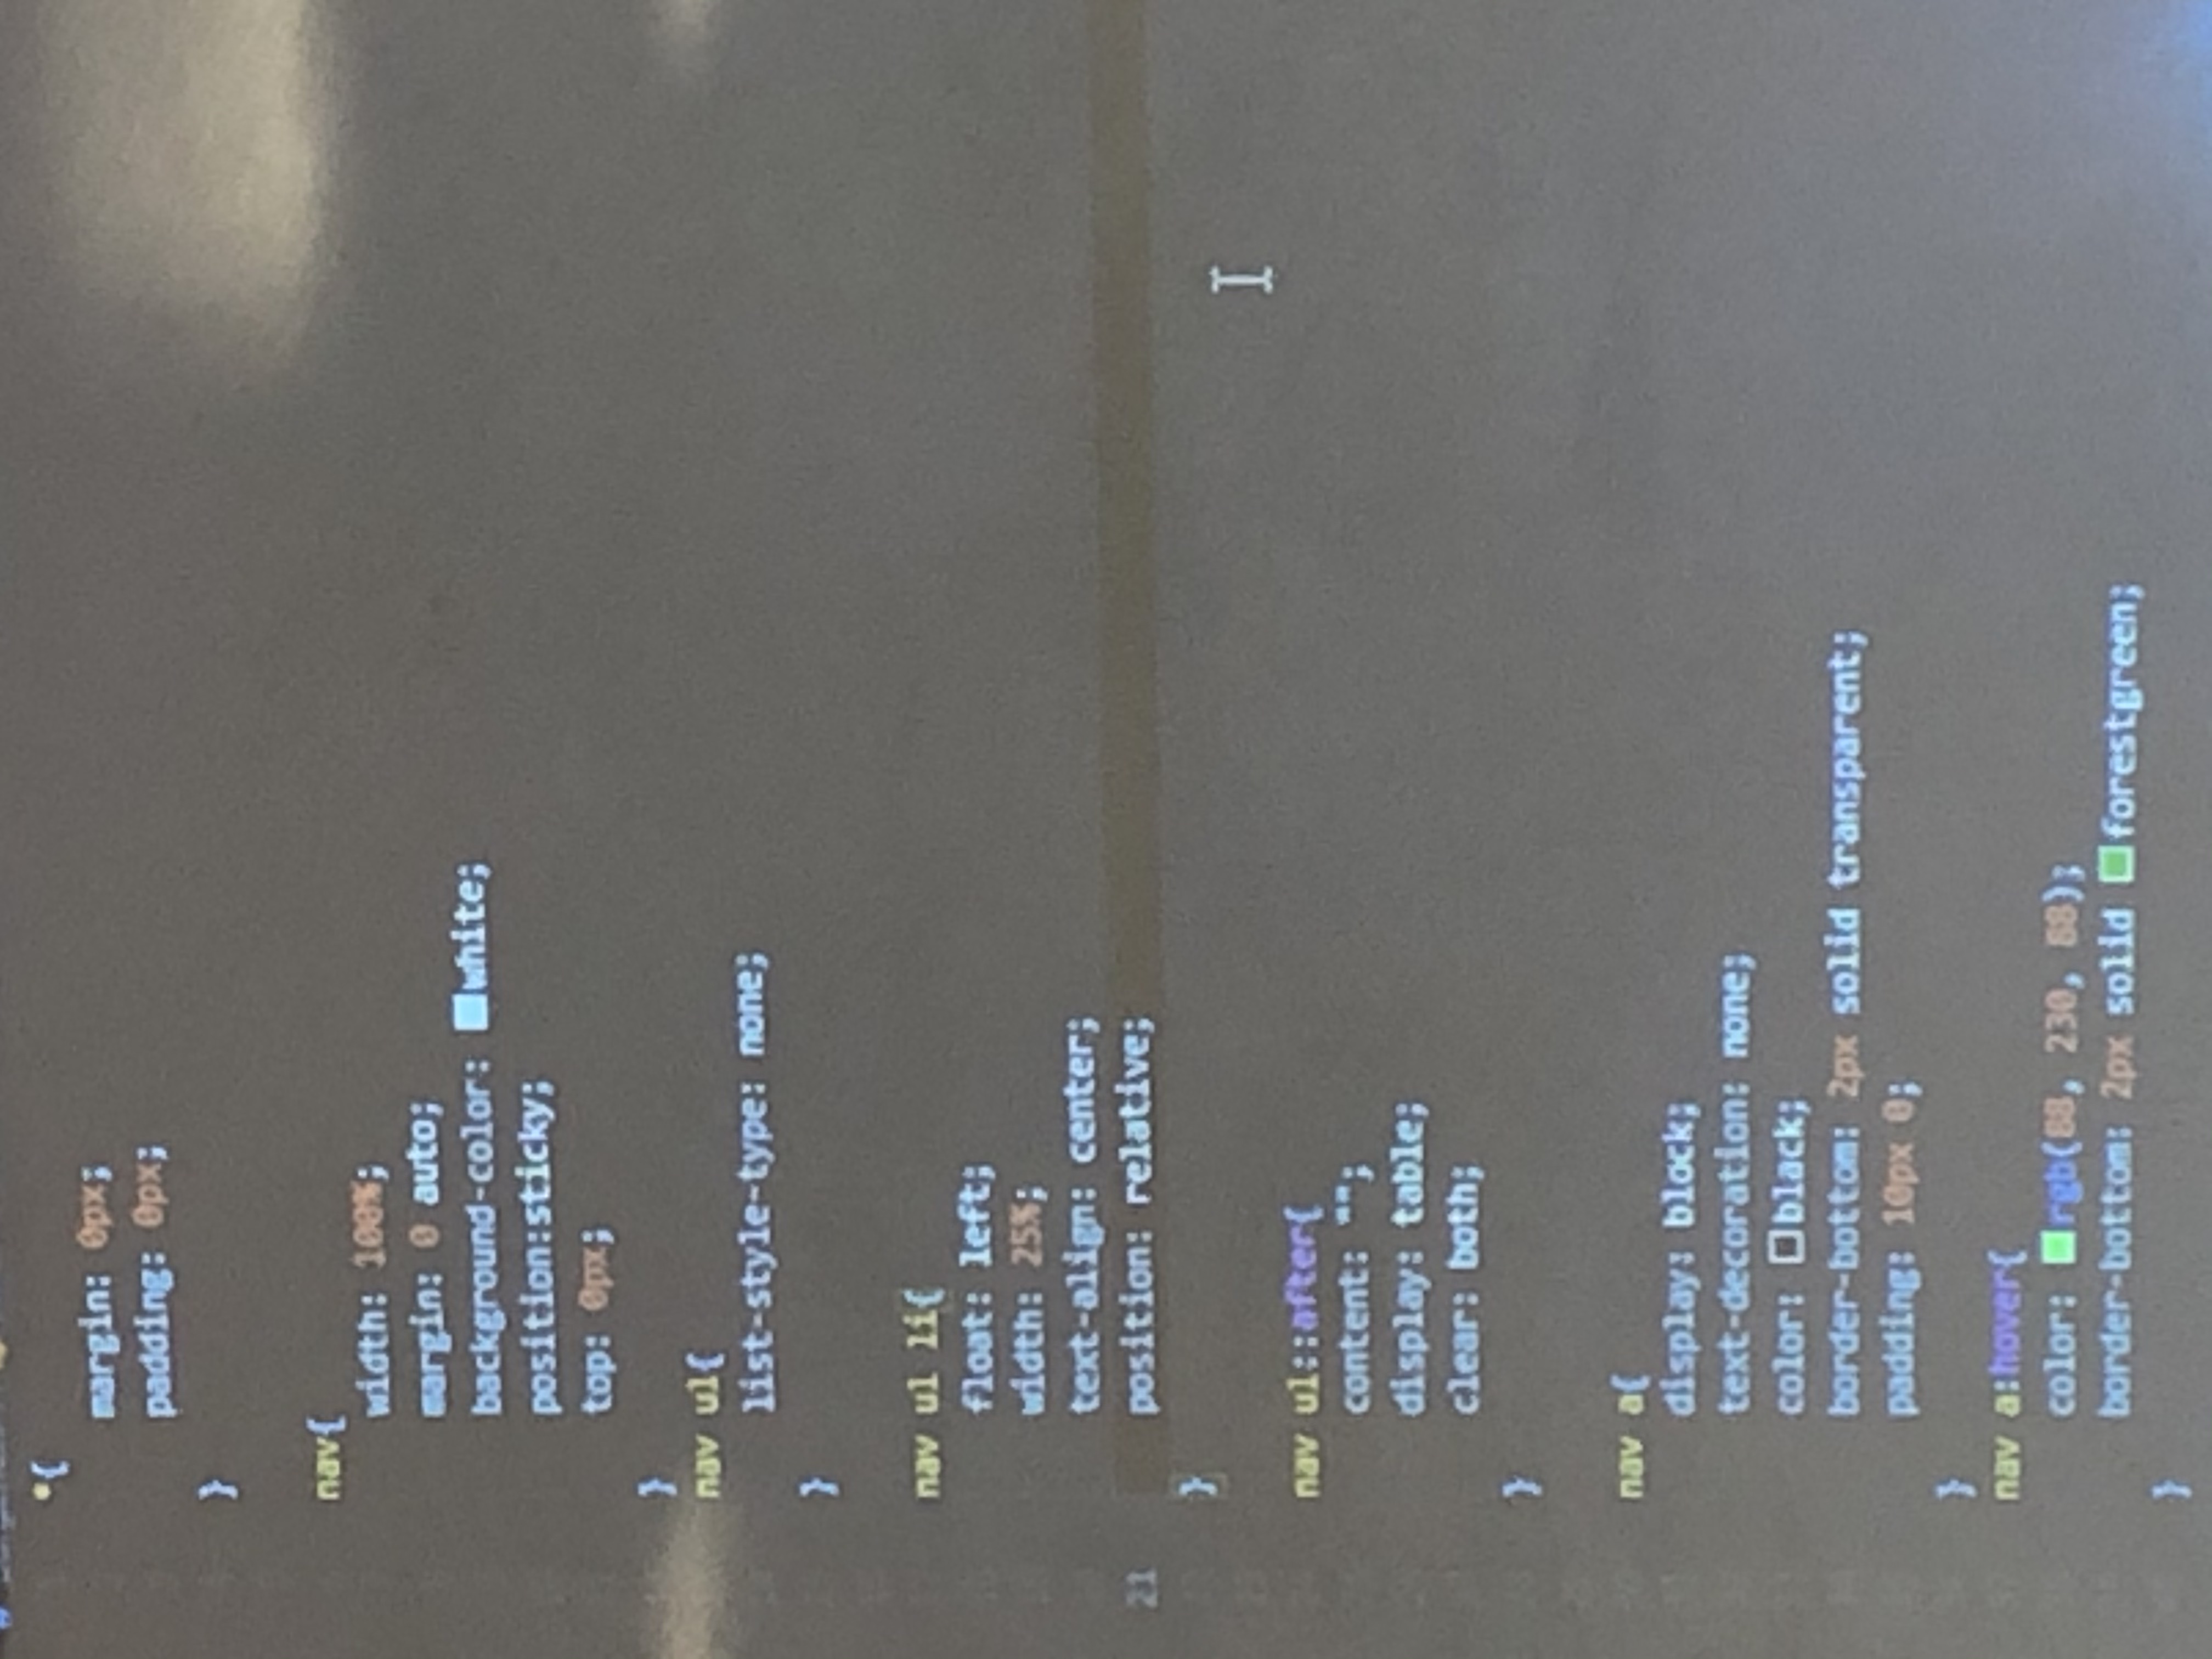 *{
    margin: 0px;
    padding: 0px;
}
nav{
    width: 100%;
    margin: 0 auto;
    background-color: white;
    position:sticky;
    top: 0px;
}
nav ul{
    list-style-type: none;
}
nav ul li{
    float: left;
    width: 25%;
    text-align: center;
21    position: relative;
}
nav ul::after{
    content: "";
    display: table;
    clear: both;
}
nav a{
    display: block;
    text-decoration: none;
    color: black;
    border-bottom: 2px solid transparent;
    padding: 10px 0;
}
nav a:hover{
    color: rgb(88, 230, 88);
    border-bottom: 2px solid forestgreen;
}